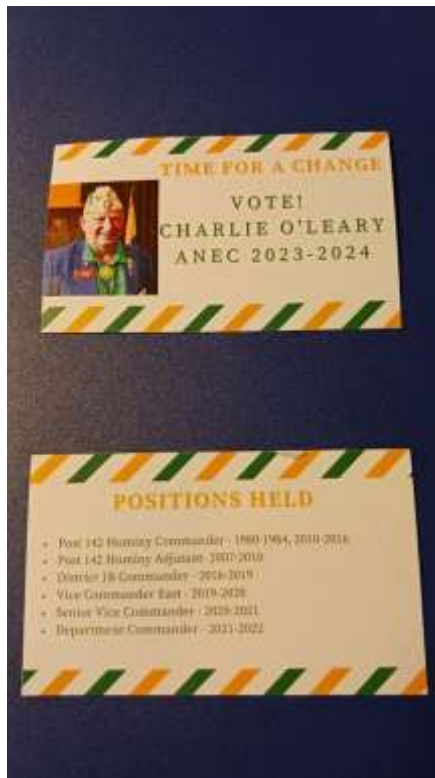 TIME FOR A CHANGE
VOTE!
CHARLIE O'LEARY
ANEC 2023-2024
POSITIONS HELD
• Post 142 Hominy Commander - 1980-1984, 2010-2016
• Post 142 Hominy Adjutant- 2007-2010
• District 1B Commander - 2016-2019
• Vice Commander East - 2019-2020
• Senior Vice Commander - 2020-2021
• Department Commander - 2021-2022